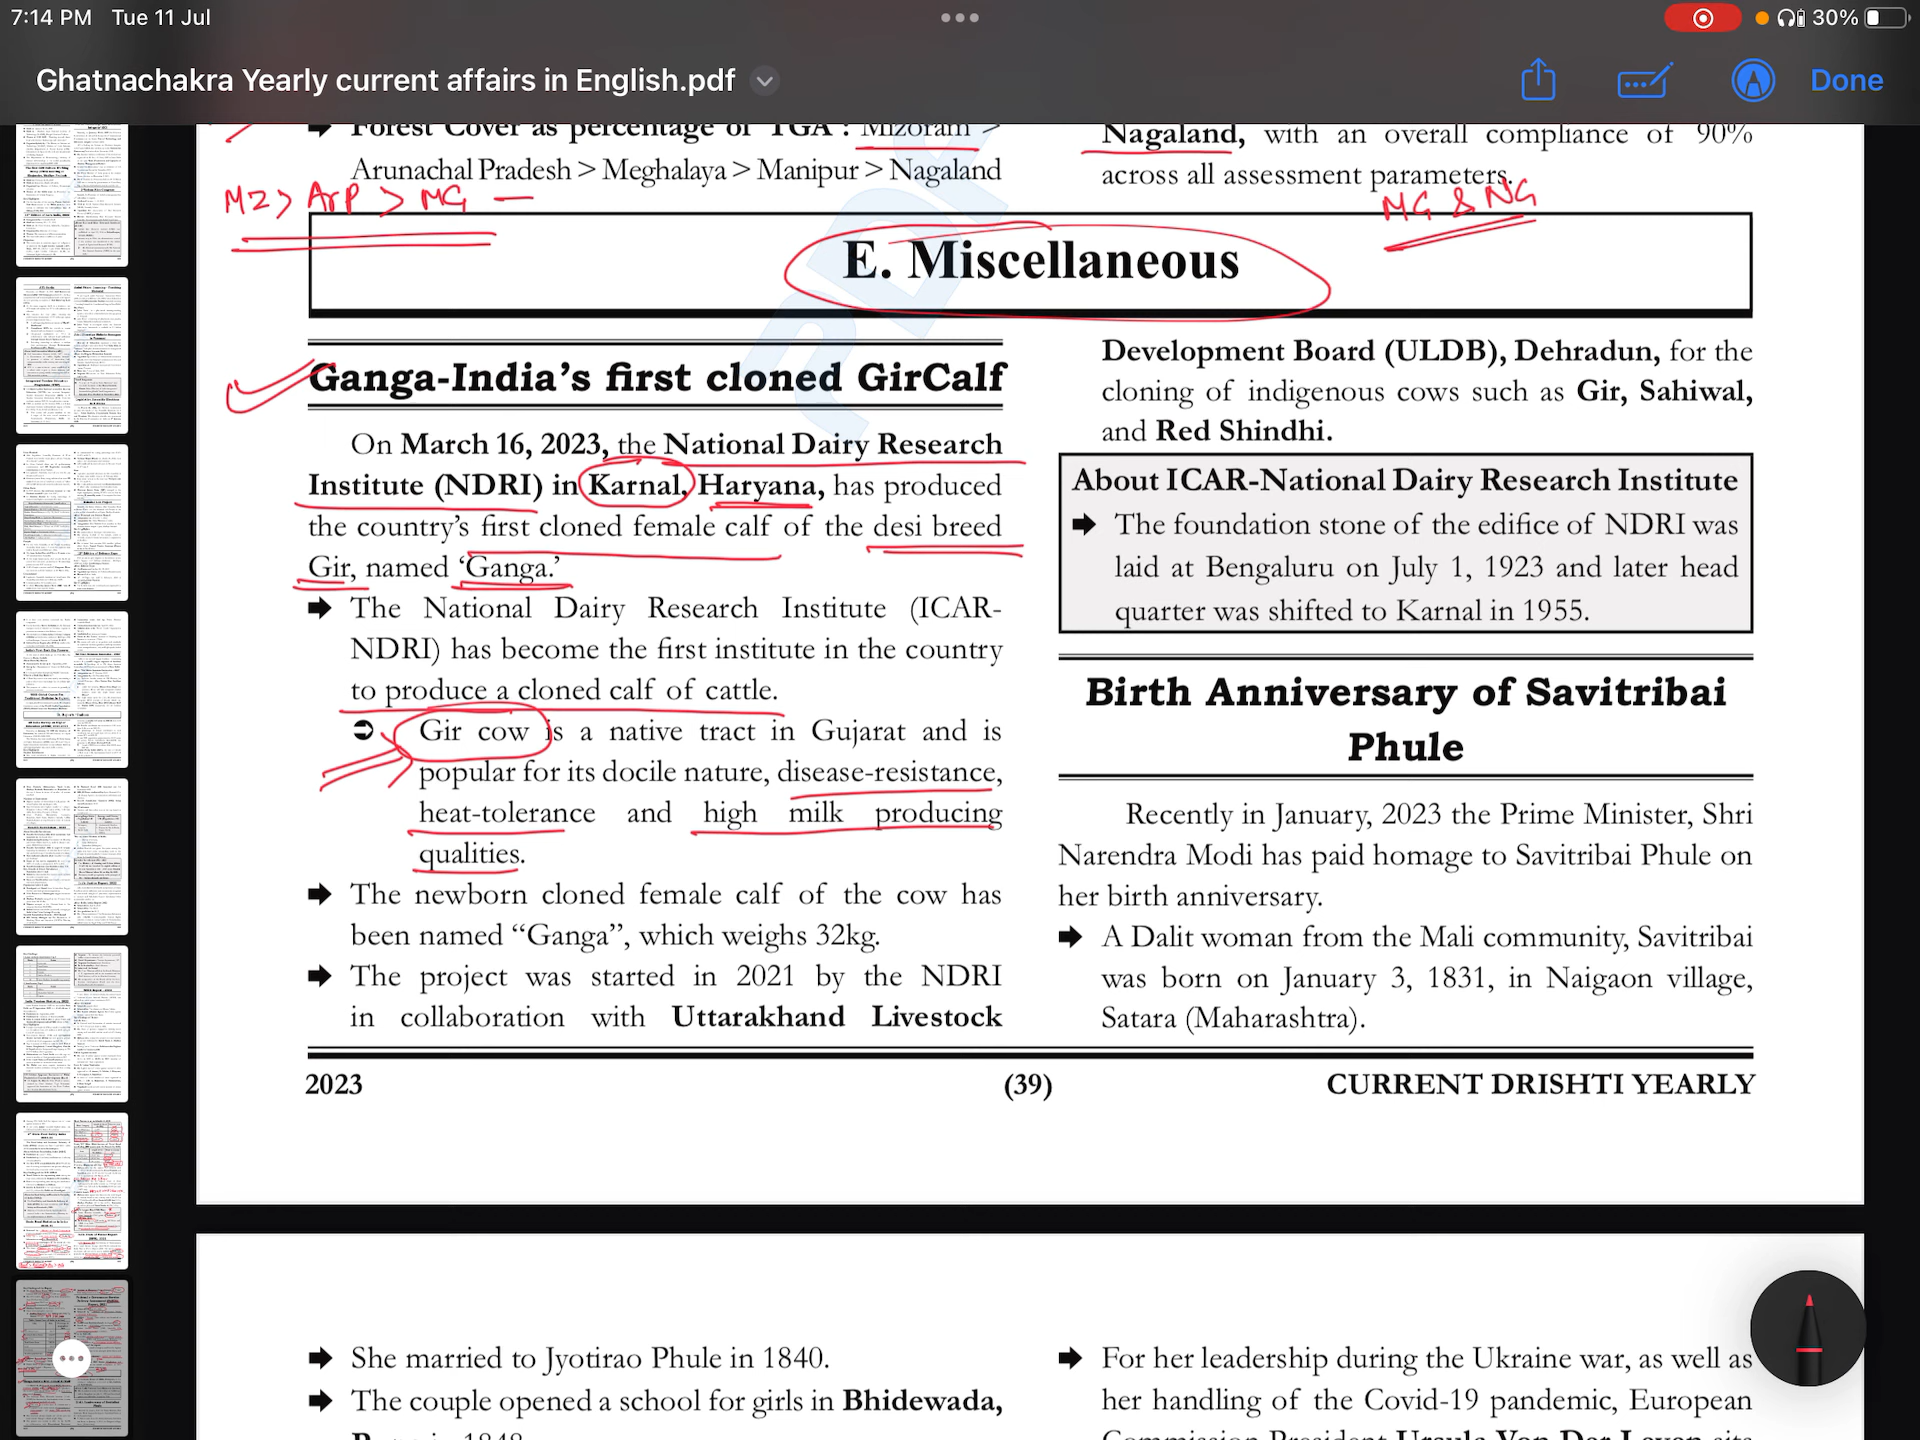 7:14 PM Tue 11 Jul
30%
Ghatnachakra Yearly current affairs in English.pdf
Done
Forest Cover as percentage of TGA : Mizoram >
Arunachal Pradesh > Meghalaya > Manipur > Nagaland
MZ > ArP > MG —
Nagaland, with an overall compliance of 90%
across all assessment parameters.
MG & NG
E. Miscellaneous
Ganga-India's first cloned GirCalf
On March 16, 2023, the National Dairy Research
Institute (NDRI) in Karnal, Haryana, has produced
the country's first cloned female calf of the desi breed
Gir, named 'Ganga.'
The National Dairy Research Institute (ICAR-
NDRI) has become the first institute in the country
to produce a cloned calf of cattle.
Gir cow is a native tract in Gujarat and is
popular for its docile nature, disease-resistance,
heat-tolerance and high milk producing
qualities.
The newborn cloned female calf of the cow has
been named “Ganga”, which weighs 32kg.
The project was started in 2021 by the NDRI
in collaboration with Uttarakland Livestock
Development Board (ULDB), Dehradun, for the
cloning of indigenous cows such as Gir, Sahiwal,
and Red Shindhi.
About ICAR-National Dairy Research Institute
The foundation stone of the edifice of NDRI was
laid at Bengaluru on July 1, 1923 and later head
quarter was shifted to Karnal in 1955.
Birth Anniversary of Savitribai
Phule
Recently in January, 2023 the Prime Minister, Shri
Narendra Modi has paid homage to Savitribai Phule on
her birth anniversary.
A Dalit woman from the Mali community, Savitribai
was born on January 3, 1831, in Naigaon village,
Satara (Maharashtra).
2023 (39) CURRENT DRISHTI YEARLY
She married to Jyotirao Phule in 1840.
The couple opened a school for girls in Bhidewada,
For her leadership during the Ukraine war, as well as
her handling of the Covid-19 pandemic, European
Commission President Ursula Von Der Leyen